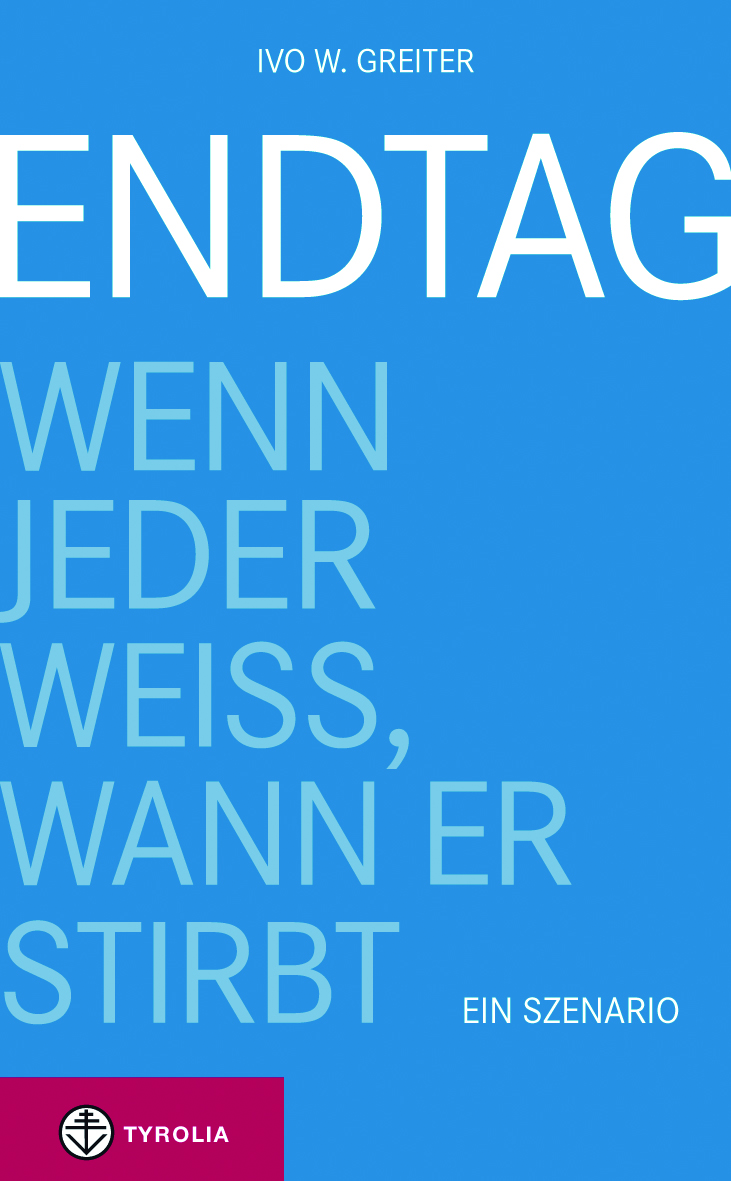 IVO W. GREITER
ENDTAG
WENN
JEDER
WEISS,
WANN ER
STIRBT
EIN SZENARIO
TYROLIA